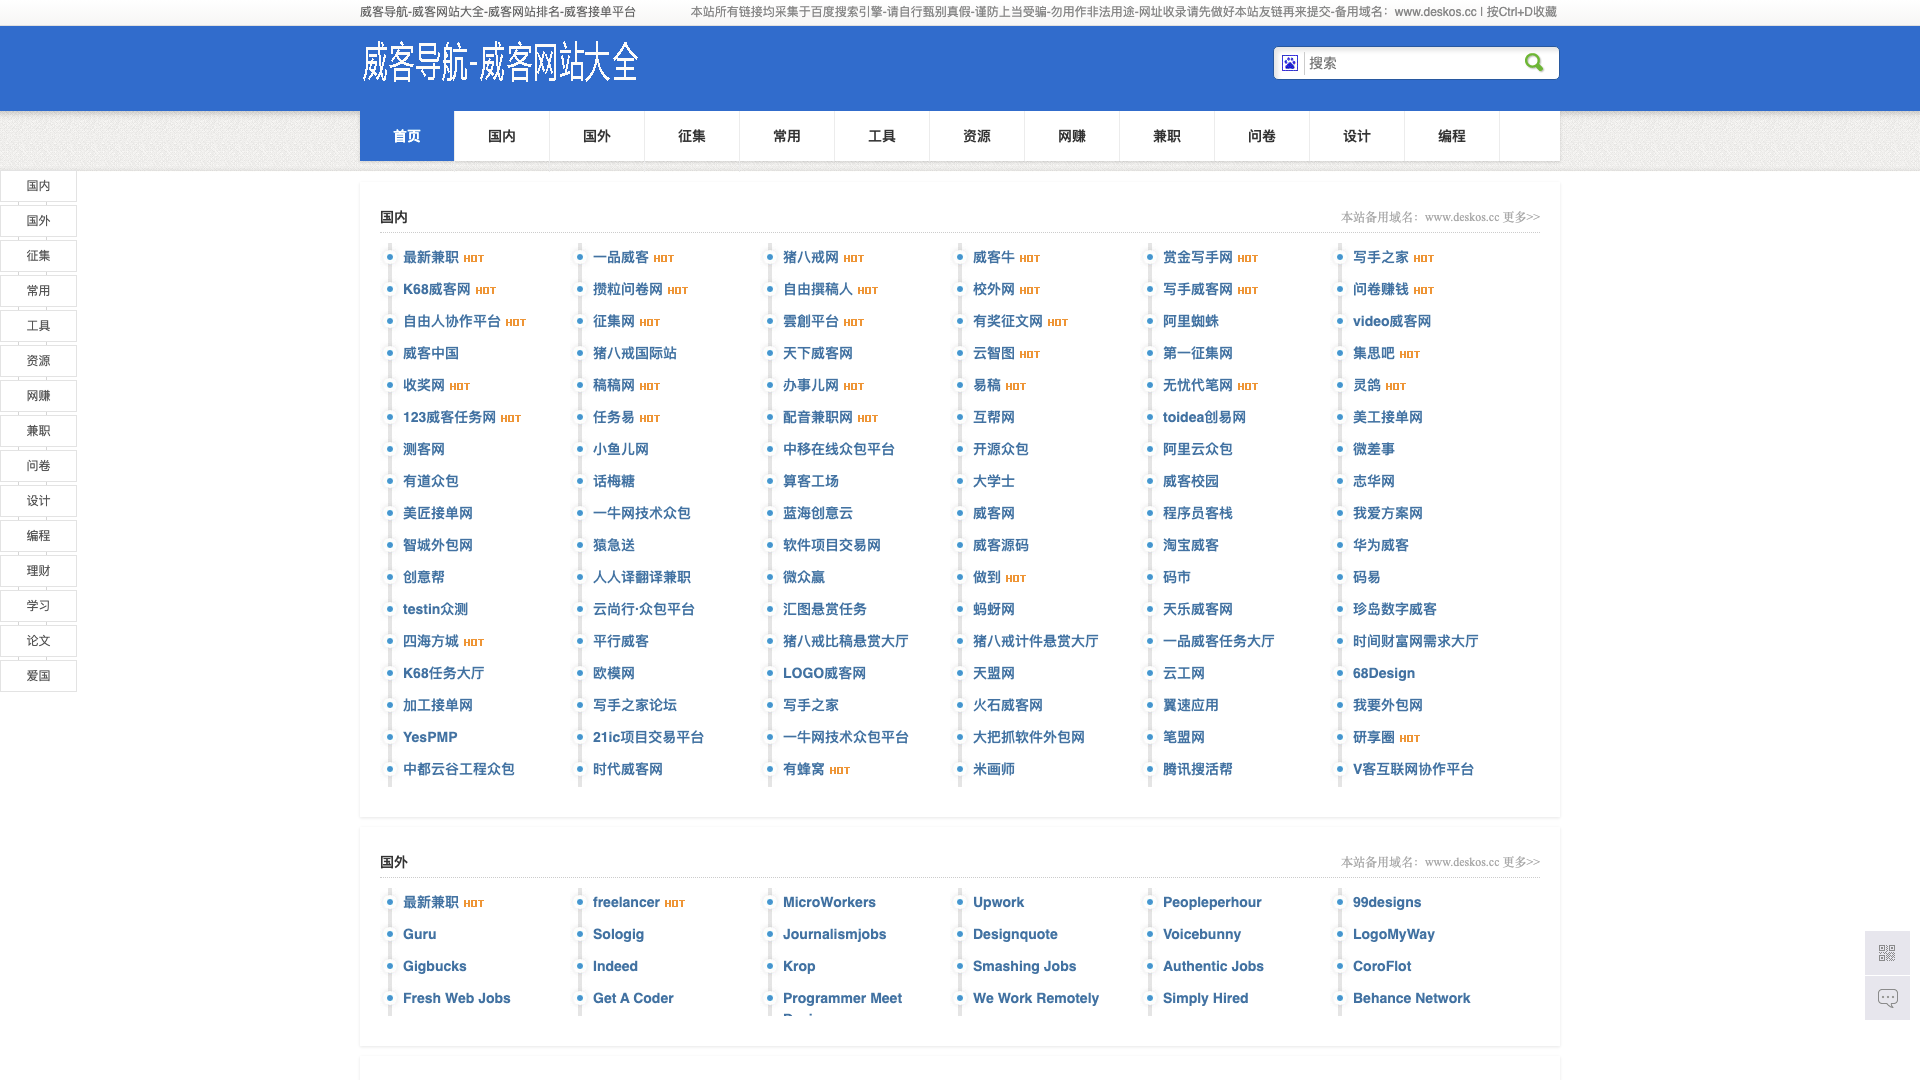 威客导航-威客网站大全-威客网站排名-威客接单平台 本站所有链接均采集于百度搜索引擎-请自行甄别真假-谨防上当受骗-勿用作非法用途-网址收录请先做好本站友链再来提交-备用域名：www.deskos.cc | 按Ctrl+D收藏
威客导航-威客网站大全 搜索
首页 国内 国外 征集 常用 工具 资源 网赚 兼职 问卷 设计 编程
国内
国外
征集
常用
工具
资源
网赚
兼职
问卷
设计
编程
理财
学习
论文
爱国
国内 本站备用域名：www.deskos.cc 更多>>
最新兼职 HOT 一品威客 HOT 猪八戒网 HOT 威客牛 HOT 赏金写手网 HOT 写手之家 HOT
K68威客网 HOT 攒粒问卷网 HOT 自由撰稿人 HOT 校外网 HOT 写手威客网 HOT 问卷赚钱 HOT
自由人协作平台 HOT 征集网 HOT 雲創平台 HOT 有奖征文网 HOT 阿里蜘蛛 video威客网
威客中国 猪八戒国际站 天下威客网 云智图 HOT 第一征集网 集思吧 HOT
收奖网 HOT 稿稿网 HOT 办事儿网 HOT 易稿 HOT 无忧代笔网 HOT 灵鸽 HOT
123威客任务网 HOT 任务易 HOT 配音兼职网 HOT 互帮网 toidea创易网 美工接单网
测客网 小鱼儿网 中移在线众包平台 开源众包 阿里云众包 微差事
有道众包 话梅糖 算客工场 大学士 威客校园 志华网
美匠接单网 一牛网技术众包 蓝海创意云 威客网 程序员客栈 我爱方案网
智城外包网 猿急送 软件项目交易网 威客源码 淘宝威客 华为威客
创意帮 人人译翻译兼职 微众赢 做到 HOT 码市 码易
testin众测 云尚行·众包平台 汇图悬赏任务 蚂蚜网 天乐威客网 珍岛数字威客
四海方城 HOT 平行威客 猪八戒比稿悬赏大厅 猪八戒计件悬赏大厅 一品威客任务大厅 时间财富网需求大厅
K68任务大厅 欧模网 LOGO威客网 天盟网 云工网 68Design
加工接单网 写手之家论坛 写手之家 火石威客网 翼速应用 我要外包网
YesPMP 21ic项目交易平台 一牛网技术众包平台 大把抓软件外包网 笔盟网 研享圈 HOT
中都云谷工程众包 时代威客网 有蜂窝 HOT 米画师 腾讯搜活帮 V客互联网协作平台
国外 本站备用域名：www.deskos.cc 更多>>
最新兼职 HOT freelancer HOT MicroWorkers Upwork Peopleperhour 99designs
Guru Sologig Journalismjobs Designquote Voicebunny LogoMyWay
Gigbucks Indeed Krop Smashing Jobs Authentic Jobs CoroFlot
Fresh Web Jobs Get A Coder Programmer Meet We Work Remotely Simply Hired Behance Network